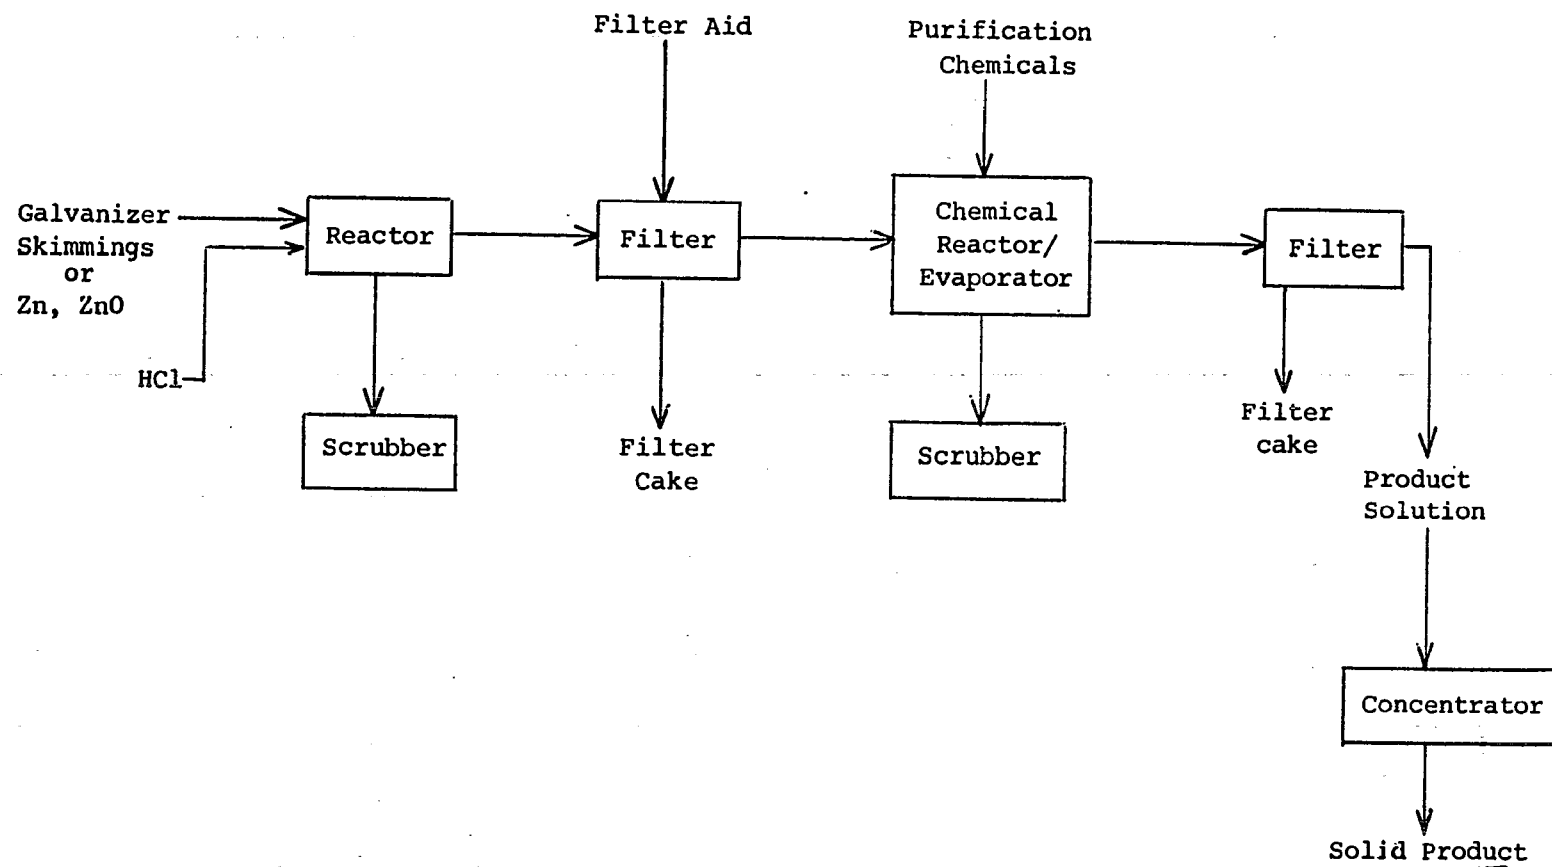 Filter Aid
Purification
Chemicals
Galvanizer
Skimmings
or
Zn, ZnO
HCl
Reactor
Filter
Chemical
Reactor/
Evaporator
Filter
Scrubber
Filter
Cake
Scrubber
Filter
cake
Product
Solution
Concentrator
Solid Product